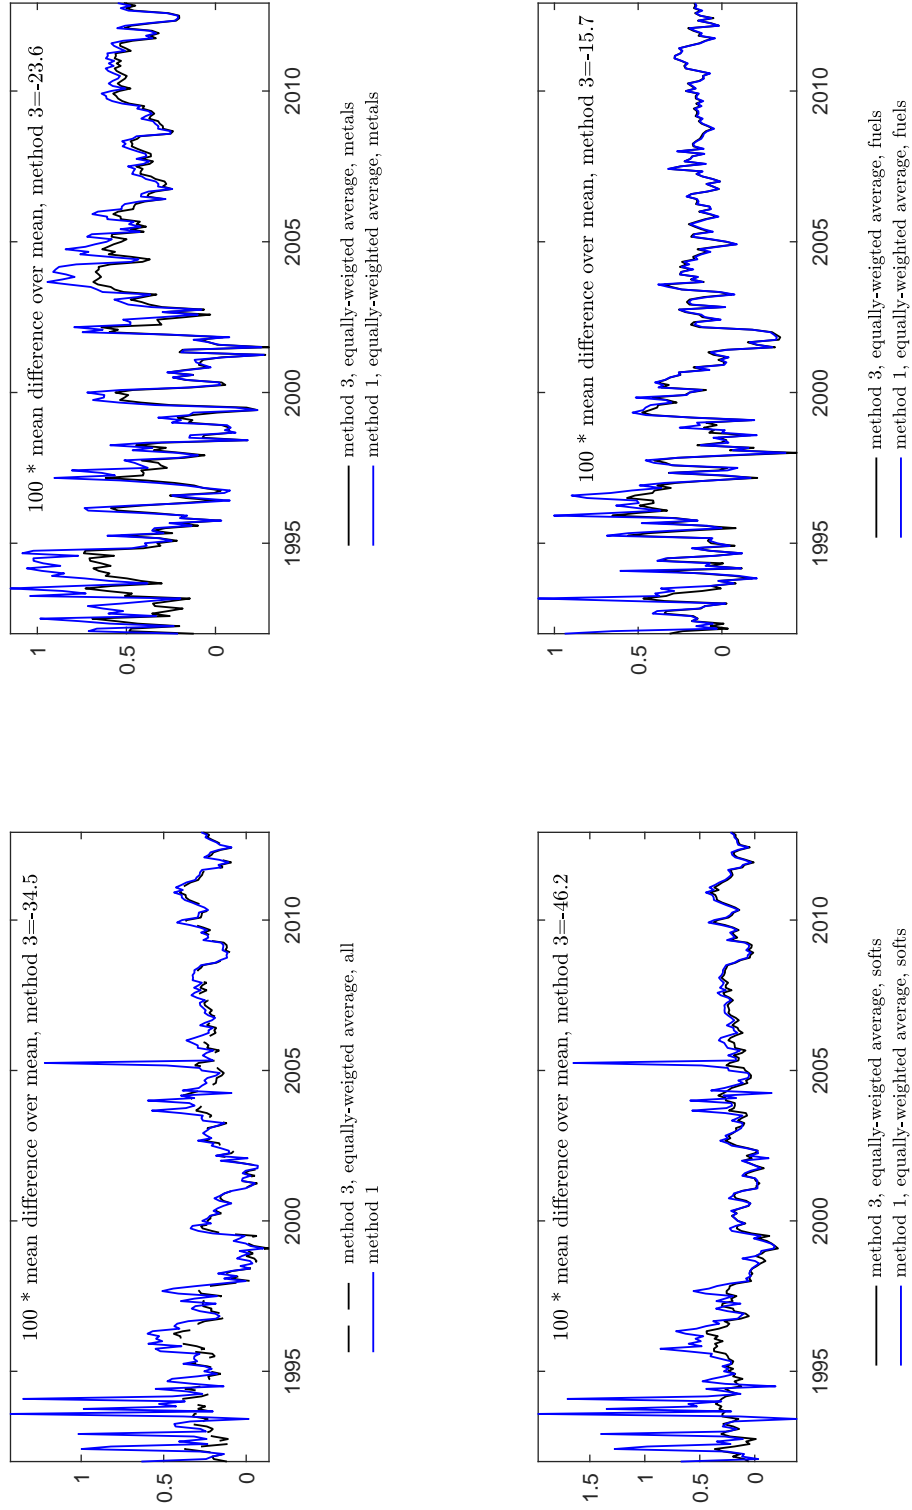 100 * mean difference over mean, method 3=-34.5
1
0.5
0
1995 2000 2005 2010
method 3, equally-weigted average, all
method 1
100 * mean difference over mean, method 3=-23.6
1
0.5
0
1995 2000 2005 2010
method 3, equally-weigted average, metals
method 1, equally-weighted average, metals
100 * mean difference over mean, method 3=-46.2
1.5
1
0.5
0
1995 2000 2005 2010
method 3, equally-weigted average, softs
method 1, equally-weighted average, softs
100 * mean difference over mean, method 3=-15.7
1
0.5
0
1995 2000 2005 2010
method 3, equally-weigted average, fuels
method 1, equally-weighted average, fuels